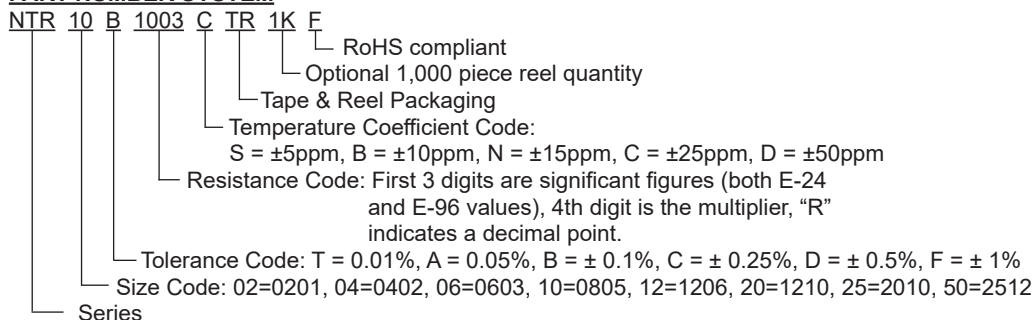 NTR 10 B 1003 C TR 1K F
RoHS compliant
Optional 1,000 piece reel quantity
Tape & Reel Packaging
Temperature Coefficient Code:
S = ±5ppm, B = ±10ppm, N = ±15ppm, C = ±25ppm, D = ±50ppm
Resistance Code: First 3 digits are significant figures (both E-24
and E-96 values), 4th digit is the multiplier, “R”
indicates a decimal point.
Tolerance Code: T = 0.01%, A = 0.05%, B = ± 0.1%, C = ± 0.25%, D = ± 0.5%, F = ± 1%
Size Code: 02=0201, 04=0402, 06=0603, 10=0805, 12=1206, 20=1210, 25=2010, 50=2512
Series